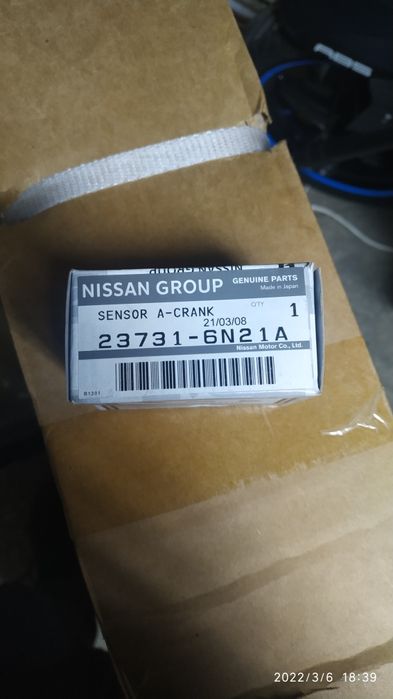 NISSAN GROUP
GENUINE PARTS
Made in Japan
SENSOR A-CRANK
QTY
1
21/03/08
23731-6N21A
Nissan Motor Co., Ltd.
B1351
2022/3/6 18:39